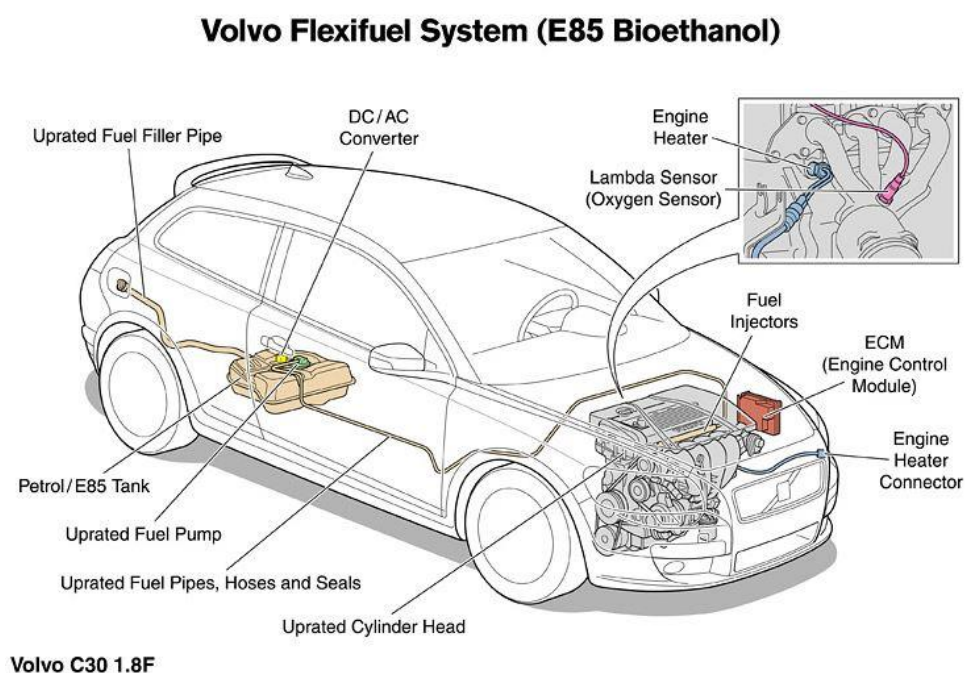 Volvo Flexifuel System (E85 Bioethanol)
DC/AC
Converter
Uprated Fuel Filler Pipe
Engine
Heater
Lambda Sensor
(Oxygen Sensor)
Fuel
Injectors
ECM
(Engine Control
Module)
Engine
Heater
Connector
Petrol/E85 Tank
Uprated Fuel Pump
Uprated Fuel Pipes, Hoses and Seals
Uprated Cylinder Head
Volvo C30 1.8F